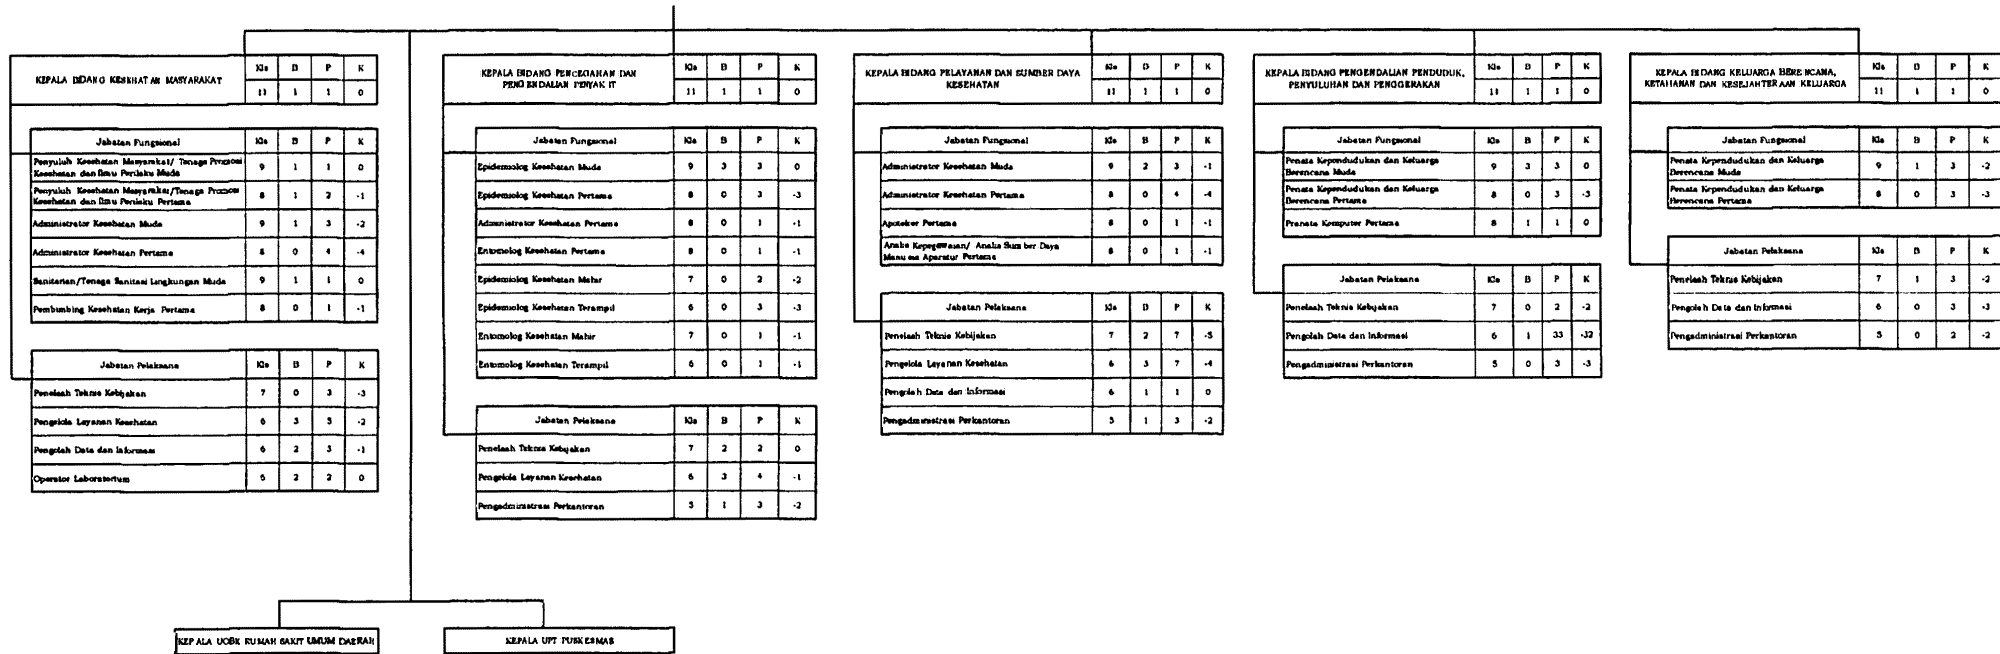 KEPALA BIDANG KESEHATAN MASYARAKAT
Kls B P K
11 1 1 0
Jabatan Fungsional Kls B P K
Penyuluh Kesehatan Masyarakat/ Tenaga Promosi
Kesehatan dan Ilmu Perilaku Muda 9 1 1 0
Penyuluh Kesehatan Masyarakat/Tenaga Promosi
Kesehatan dan Ilmu Perilaku Pertama 8 1 2 -1
Administrator Kesehatan Muda 9 1 3 -2
Administrator Kesehatan Pertama 8 0 4 -4
Sanitarian/Tenaga Sanitasi Lingkungan Muda 9 1 1 0
Pembimbing Kesehatan Kerja Pertama 8 0 1 -1
Jabatan Pelaksana Kls B P K
Penelaah Teknis Kebijakan 7 0 3 -3
Pengelola Layanan Kesehatan 6 3 5 -2
Pengolah Data dan Informasi 6 2 3 -1
Operator Laboratorium 5 2 2 0
KEPALA BIDANG PENCEGAHAN DAN
PENGENDALIAN PENYAKIT
Kls B P K
11 1 1 0
Jabatan Fungsional Kls B P K
Epidemiolog Kesehatan Muda 9 3 3 0
Epidemiolog Kesehatan Pertama 8 0 3 -3
Administrator Kesehatan Pertama 8 0 1 -1
Entomolog Kesehatan Pertama 8 0 1 -1
Epidemiolog Kesehatan Mahir 7 0 2 -2
Epidemiolog Kesehatan Terampil 6 0 3 -3
Entomolog Kesehatan Mahir 7 0 1 -1
Entomolog Kesehatan Terampil 6 0 1 -1
Jabatan Pelaksana Kls B P K
Penelaah Teknis Kebijakan 7 2 2 0
Pengelola Layanan Kesehatan 6 3 4 -1
Pengadministrasi Perkantoran 5 1 3 -2
KEPALA BIDANG PELAYANAN DAN SUMBER DAYA
KESEHATAN
Kls B P K
11 1 1 0
Jabatan Fungsional Kls B P K
Administrator Kesehatan Muda 9 2 3 -1
Administrator Kesehatan Pertama 8 0 4 -4
Apoteker Pertama 8 0 1 -1
Analis Kepegawaian/ Analis Sumber Daya
Manusia Aparatur Pertama 8 0 1 -1
Jabatan Pelaksana Kls B P K
Penelaah Teknis Kebijakan 7 2 7 -5
Pengelola Layanan Kesehatan 6 3 7 -4
Pengolah Data dan Informasi 6 1 1 0
Pengadministrasi Perkantoran 5 1 3 -2
KEPALA BIDANG PENGENDALIAN PENDUDUK,
PENYULUHAN DAN PENGGERAKAN
Kls B P K
11 1 1 0
Jabatan Fungsional Kls B P K
Penata Kependudukan dan Keluarga
Berencana Muda 9 3 3 0
Penata Kependudukan dan Keluarga
Berencana Pertama 8 0 3 -3
Pranata Komputer Pertama 8 1 1 0
Jabatan Pelaksana Kls B P K
Penelaah Teknis Kebijakan 7 0 2 -2
Pengolah Data dan Informasi 6 1 33 -32
Pengadministrasi Perkantoran 5 0 3 -3
KEPALA BIDANG KELUARGA BERENCANA,
KETAHANAN DAN KESEJAHTERAAN KELUARGA
Kls B P K
11 1 1 0
Jabatan Fungsional Kls B P K
Penata Kependudukan dan Keluarga
Berencana Muda 9 1 3 -2
Penata Kependudukan dan Keluarga
Berencana Pertama 8 0 3 -3
Jabatan Pelaksana Kls B P K
Penelaah Teknis Kebijakan 7 1 3 -2
Pengolah Data dan Informasi 6 0 3 -3
Pengadministrasi Perkantoran 5 0 2 -2
KEPALA UOBK RUMAH SAKIT UMUM DAERAH
KEPALA UPT PUSKESMAS